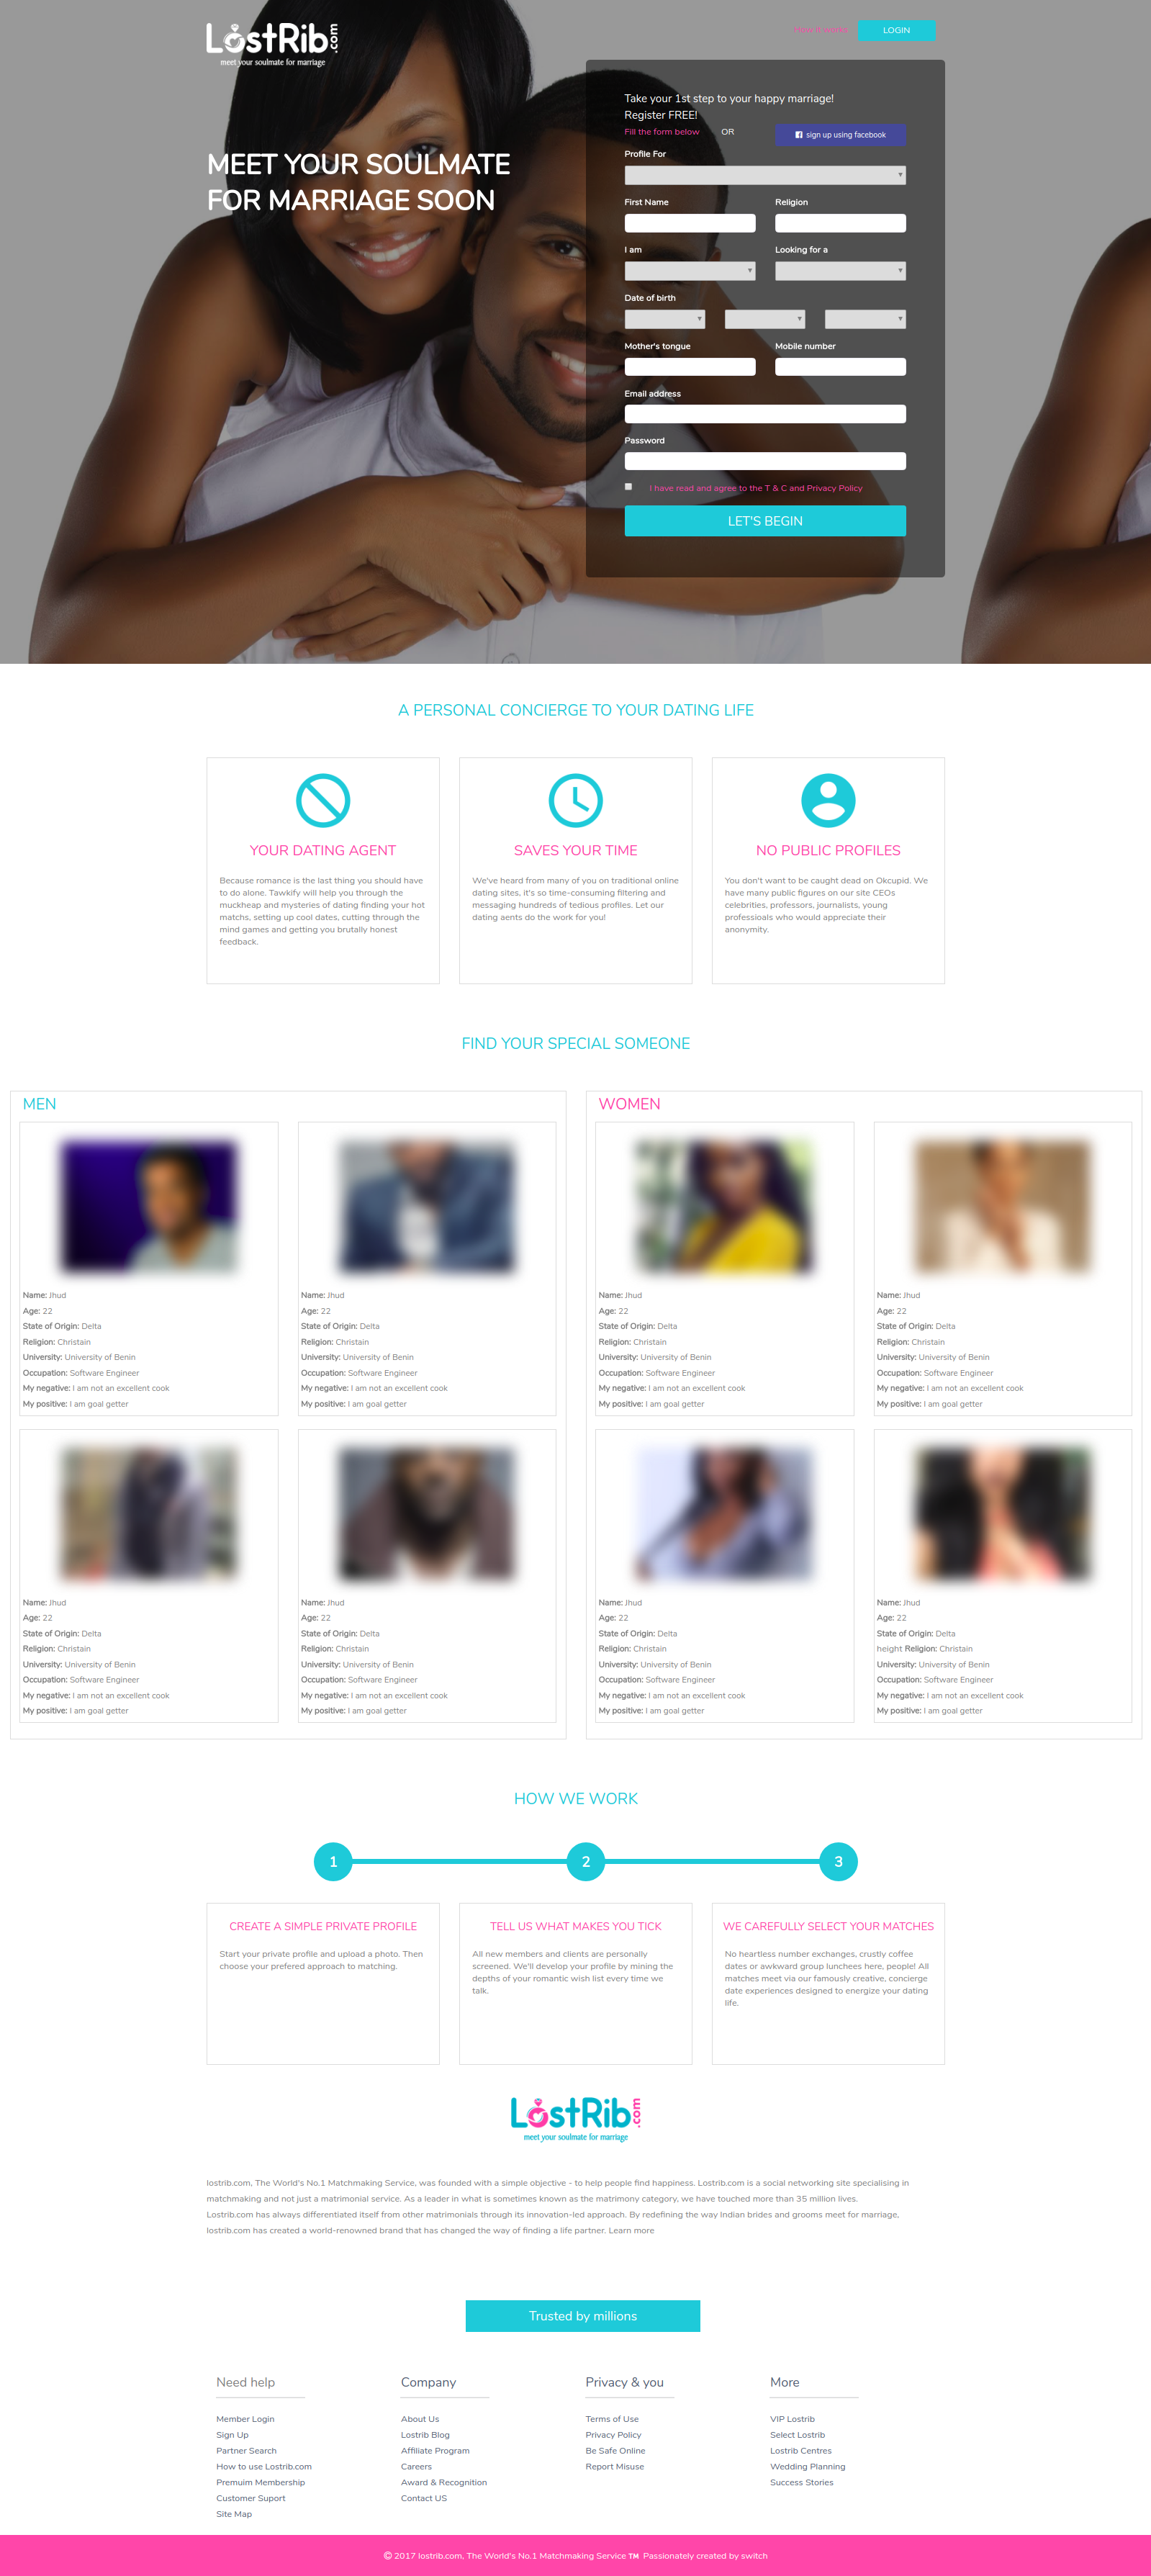 LostRib.com
meet your soulmate for marriage
How it works
LOGIN
MEET YOUR SOULMATE
FOR MARRIAGE SOON
Take your 1st step to your happy marriage!
Register FREE!
Fill the form below OR sign up using facebook
Profile For
First Name Religion
I am Looking for a
Date of birth
Mother's tongue Mobile number
Email address
Password
I have read and agree to the T & C and Privacy Policy
LET'S BEGIN
A PERSONAL CONCIERGE TO YOUR DATING LIFE
YOUR DATING AGENT
Because romance is the last thing you should have
to do alone. Tawkify will help you through the
muckheap and mysteries of dating finding your hot
matchs, setting up cool dates, cutting through the
mind games and getting you brutally honest
feedback.
SAVES YOUR TIME
We've heard from many of you on traditional online
dating sites, it's so time-consuming filtering and
messaging hundreds of tedious profiles. Let our
dating aents do the work for you!
NO PUBLIC PROFILES
You don't want to be caught dead on Okcupid. We
have many public figures on our site CEOs
celebrities, professors, journalists, young
professioals who would appreciate their
anonymity.
FIND YOUR SPECIAL SOMEONE
MEN
Name: Jhud
Age: 22
State of Origin: Delta
Religion: Christain
University: University of Benin
Occupation: Software Engineer
My negative: I am not an excellent cook
My positive: I am goal getter
Name: Jhud
Age: 22
State of Origin: Delta
Religion: Christain
University: University of Benin
Occupation: Software Engineer
My negative: I am not an excellent cook
My positive: I am goal getter
Name: Jhud
Age: 22
State of Origin: Delta
Religion: Christain
University: University of Benin
Occupation: Software Engineer
My negative: I am not an excellent cook
My positive: I am goal getter
Name: Jhud
Age: 22
State of Origin: Delta
Religion: Christain
University: University of Benin
Occupation: Software Engineer
My negative: I am not an excellent cook
My positive: I am goal getter
WOMEN
Name: Jhud
Age: 22
State of Origin: Delta
Religion: Christain
University: University of Benin
Occupation: Software Engineer
My negative: I am not an excellent cook
My positive: I am goal getter
Name: Jhud
Age: 22
State of Origin: Delta
Religion: Christain
University: University of Benin
Occupation: Software Engineer
My negative: I am not an excellent cook
My positive: I am goal getter
Name: Jhud
Age: 22
State of Origin: Delta
Religion: Christain
University: University of Benin
Occupation: Software Engineer
My negative: I am not an excellent cook
My positive: I am goal getter
Name: Jhud
Age: 22
State of Origin: Delta
height Religion: Christain
University: University of Benin
Occupation: Software Engineer
My negative: I am not an excellent cook
My positive: I am goal getter
HOW WE WORK
1 2 3
CREATE A SIMPLE PRIVATE PROFILE
Start your private profile and upload a photo. Then
choose your prefered approach to matching.
TELL US WHAT MAKES YOU TICK
All new members and clients are personally
screened. We'll develop your profile by mining the
depths of your romantic wish list every time we
talk.
WE CAREFULLY SELECT YOUR MATCHES
No heartless number exchanges, crustly coffee
dates or awkward group lunchees here, people! All
matches meet via our famously creative, concierge
date experiences designed to energize your dating
life.
LostRib.com
meet your soulmate for marriage
lostrib.com, The World's No.1 Matchmaking Service, was founded with a simple objective - to help people find happiness. Lostrib.com is a social networking site specialising in
matchmaking and not just a matrimonial service. As a leader in what is sometimes known as the matrimony category, we have touched more than 35 million lives.
Lostrib.com has always differentiated itself from other matrimonials through its innovation-led approach. By redefining the way Indian brides and grooms meet for marriage,
lostrib.com has created a world-renowned brand that has changed the way of finding a life partner. Learn more
Trusted by millions
Need help
Member Login
Sign Up
Partner Search
How to use Lostrib.com
Premuim Membership
Customer Suport
Site Map
Company
About Us
Lostrib Blog
Affiliate Program
Careers
Award & Recognition
Contact US
Privacy & you
Terms of Use
Privacy Policy
Be Safe Online
Report Misuse
More
VIP Lostrib
Select Lostrib
Lostrib Centres
Wedding Planning
Success Stories
© 2017 lostrib.com, The World's No.1 Matchmaking Service ™ Passionately created by switch